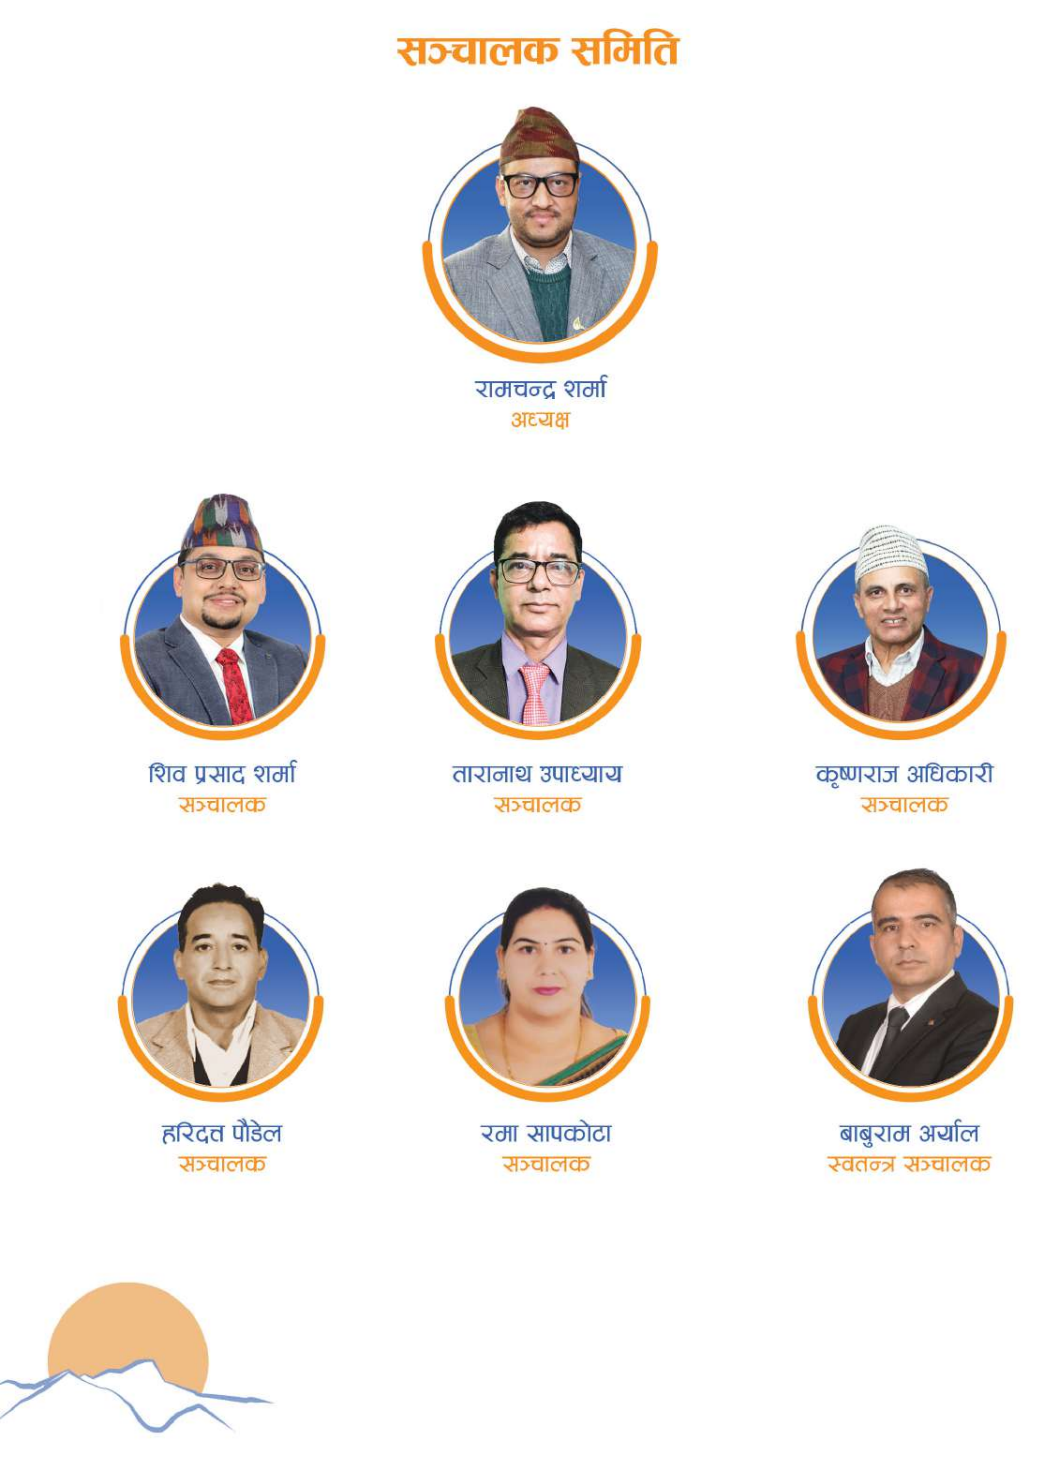 सञ्चालक समिति
रामचन्द्र शर्मा
अध्यक्ष
शिव प्रसाद शर्मा
सञ्चालक
तारानाथ उपाध्याय
सञ्चालक
कृष्णराज अधिकारी
सञ्चालक
हरिदत्त पौडेल
सञ्चालक
रमा सापकोटा
सञ्चालक
बाबुराम अर्याल
स्वतन्त्र सञ्चालक